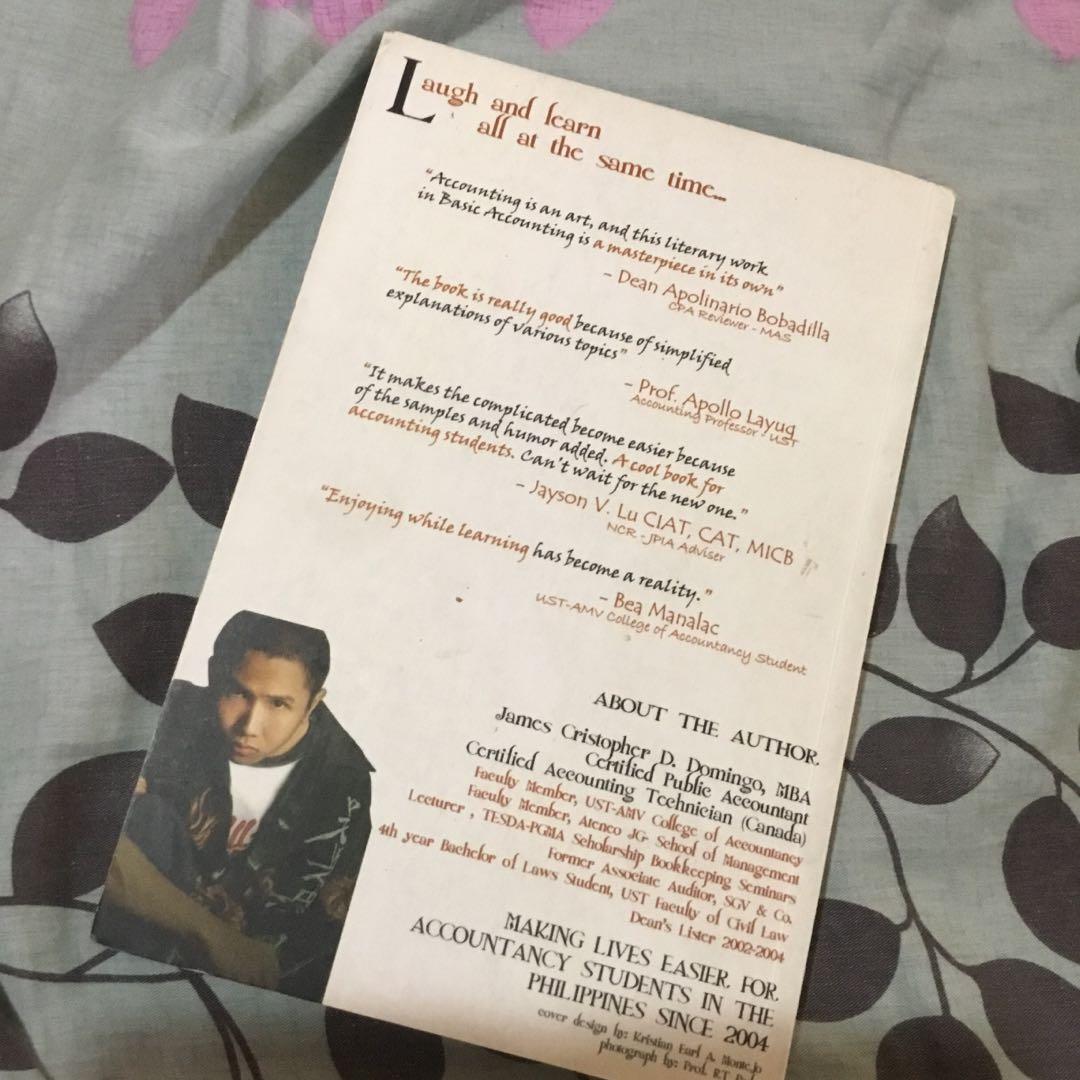 Laugh and learn
all at the same time...
"Accounting is an art, and this literary work
in Basic Accounting is a masterpiece in its own"
- Dean Apolinario Bobadilla
CPA Reviewer - MAS
"The book is really good because of simplified
explanations of various topics"
- Prof. Apollo Layug
Accounting Professor - UST
"It makes the complicated become easier because
of the samples and humor added. A cool book for
accounting students. Can't wait for the new one."
- Jayson V. Lu CIAT, CAT, MICB
NCR -JPIA Adviser
"Enjoying while learning has become a reality."
- Bea Manalac
UST-AMV College of Accountancy Student
ABOUT THE AUTHOR
James Cristopher D. Domingo, MBA
Certified Public Accountant
Certified Accounting Technician (Canada)
Faculty Member, UST-AMV College of Accountancy
Faculty Member, Ateneo JG- School of Management
Lecturer , TESDA-PGMA Scholarship Bookkeeping Seminars
Former Associate Auditor, SGV & Co.
4th year Bachelor of Laws Student, UST Faculty of Civil Law
Dean's Lister 2002-2004
MAKING LIVES EASIER FOR
ACCOUNTANCY STUDENTS IN THE
PHILIPPINES SINCE 2004
cover design by: Kristian Earl A. Montejo
photograph by: Prof. R.T.